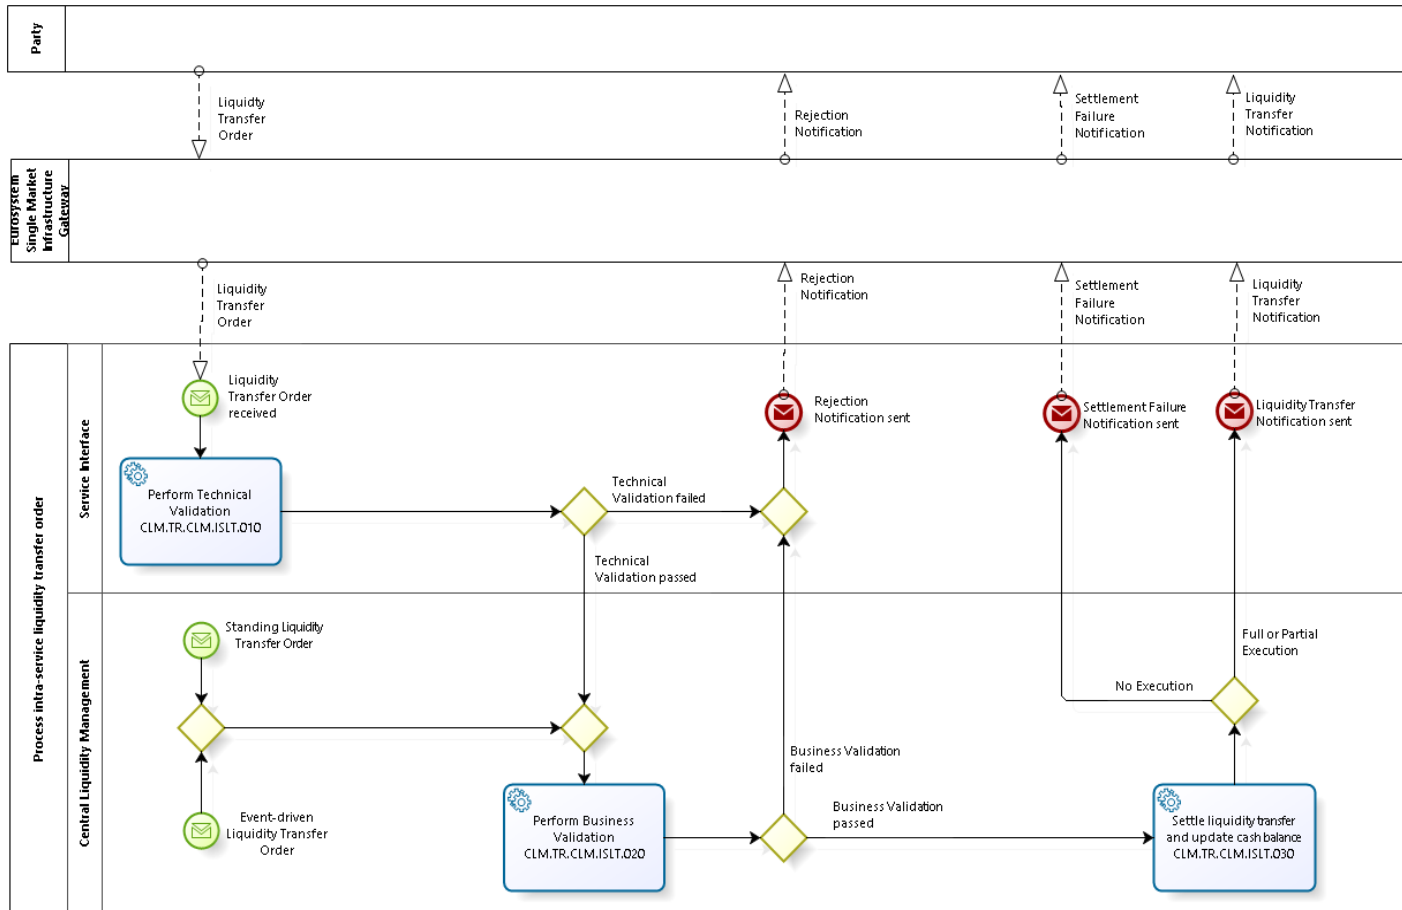 Party
Liquidty
Transfer
Order
Rejection
Notification
Settlement
Failure
Notification
Liquidity
Transfer
Notification
Eurosystem
Single Market
Infrastructure
Gateway
Liquidity
Transfer
Order
Rejection
Notification
Settlement
Failure
Notification
Liquidity
Transfer
Notification
Process intra-service liquidity transfer order
Service Interface
Liquidity
Transfer Order
received
Rejection
Notification sent
Settlement Failure
Notification sent
Liquidity Transfer
Notification sent
Perform Technical
Validation
CLM.TR.CLM.ISLT.010
Technical
Validation failed
Technical
Validation passed
Central Liquidity Management
Standing Liquidity
Transfer Order
Full or Partial
Execution
No Execution
Business Validation
failed
Event-driven
Liquidity Transfer
Order
Perform Business
Validation
CLM.TR.CLM.ISLT.020
Business Validation
passed
Settle liquidity transfer
and update cash balance
CLM.TR.CLM.ISLT.030